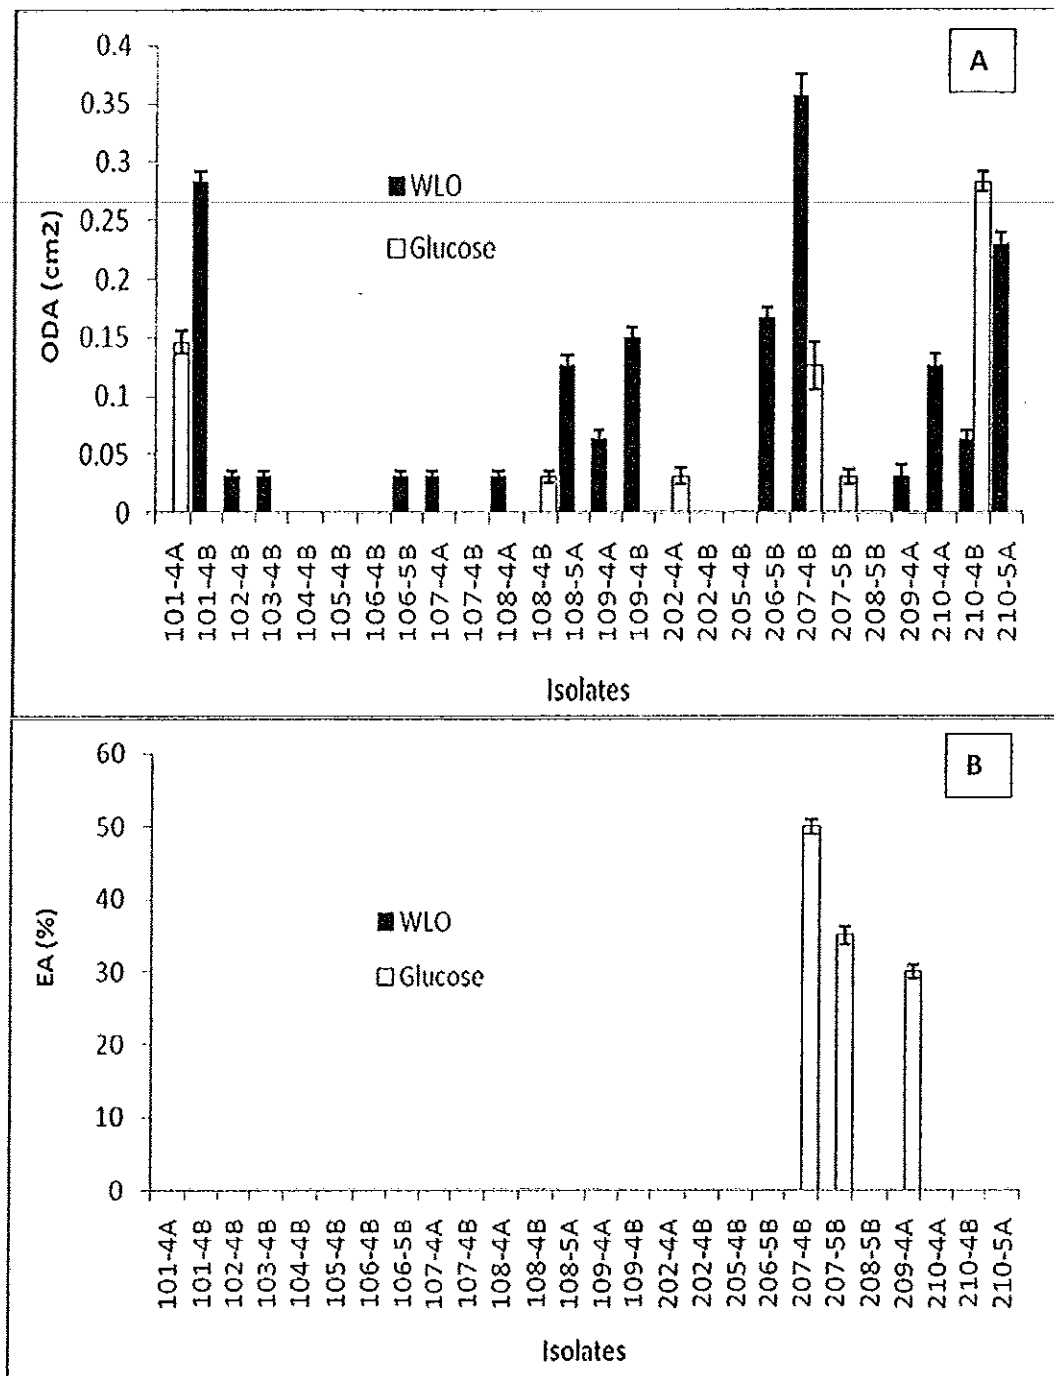 A
0.4
0.35
0.3
0.25
0.2
0.15
0.1
0.05
0
ODA (cm2)
WLO
Glucose
101-4A
101-4B
102-4B
103-4B
104-4B
105-4B
106-4B
106-5B
107-4A
107-4B
108-4A
108-4B
108-5A
109-4A
109-4B
202-4A
202-4B
205-4B
206-5B
207-4B
207-5B
208-5B
209-4A
210-4A
210-4B
210-5A
Isolates
B
60
50
40
30
20
10
0
EA (%)
WLO
Glucose
101-4A
101-4B
102-4B
103-4B
104-4B
105-4B
106-4B
106-5B
107-4A
107-4B
108-4A
108-4B
108-5A
109-4A
109-4B
202-4A
202-4B
205-4B
206-5B
207-4B
207-5B
208-5B
209-4A
210-4A
210-4B
210-5A
Isolates